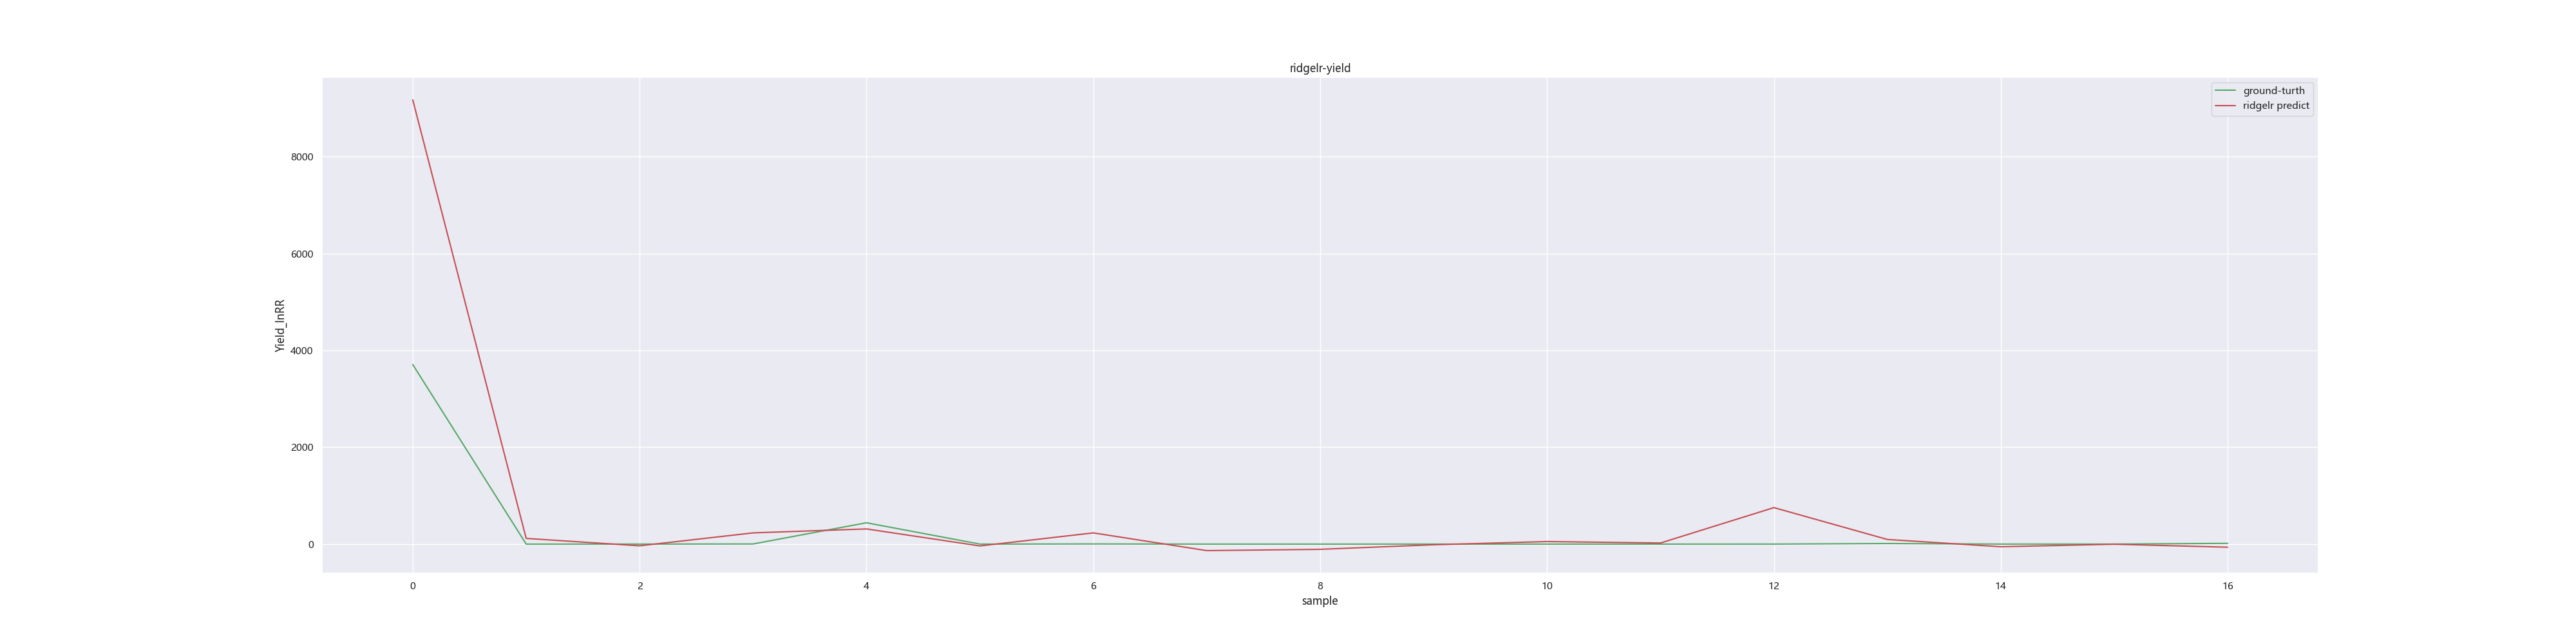 ridgelr-yield
ground-turth
ridgelr predict
8000
6000
4000
2000
0
Yield_lnRR
0 2 4 6 8 10 12 14 16
sample